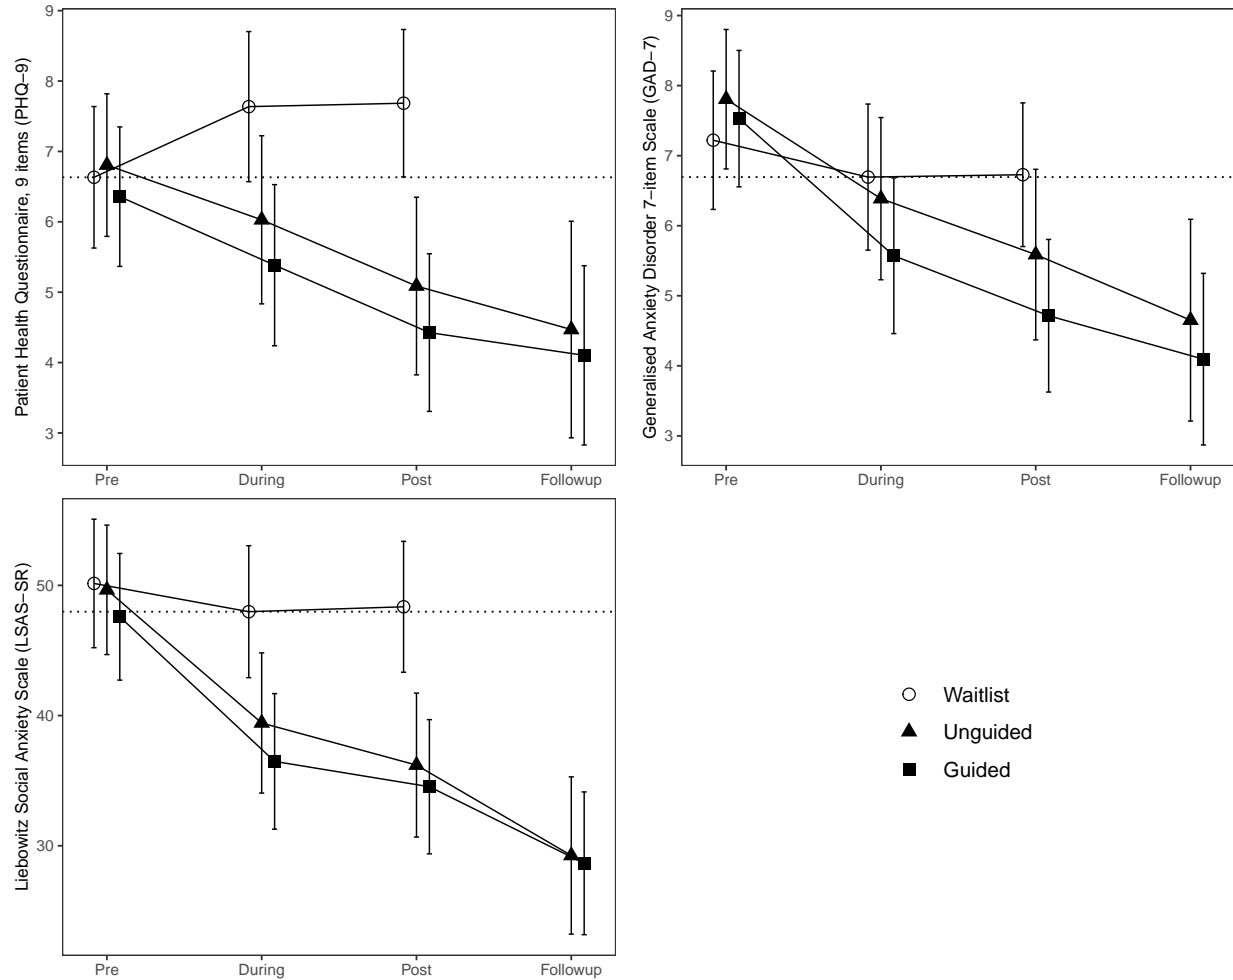 Patient Health Questionnaire, 9 items (PHQ−9)
9
8
7
6
5
4
3
Pre
During
Post
Followup
Generalised Anxiety Disorder 7−item Scale (GAD−7)
9
8
7
6
5
4
3
Pre
During
Post
Followup
Liebowitz Social Anxiety Scale (LSAS−SR)
50
40
30
Pre
During
Post
Followup
Waitlist
Unguided
Guided